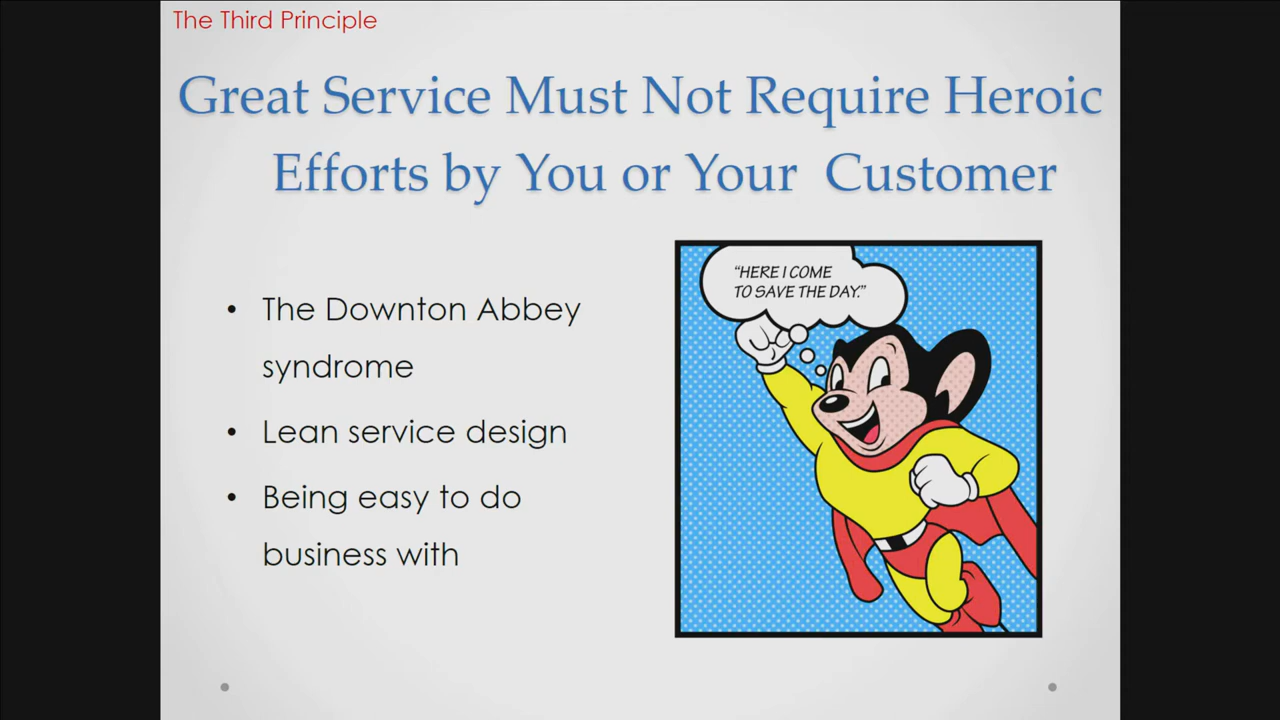 The Third Principle
Great Service Must Not Require Heroic
Efforts by You or Your Customer
• The Downton Abbey
syndrome
• Lean service design
• Being easy to do
business with
“HERE I COME
TO SAVE THE DAY.”